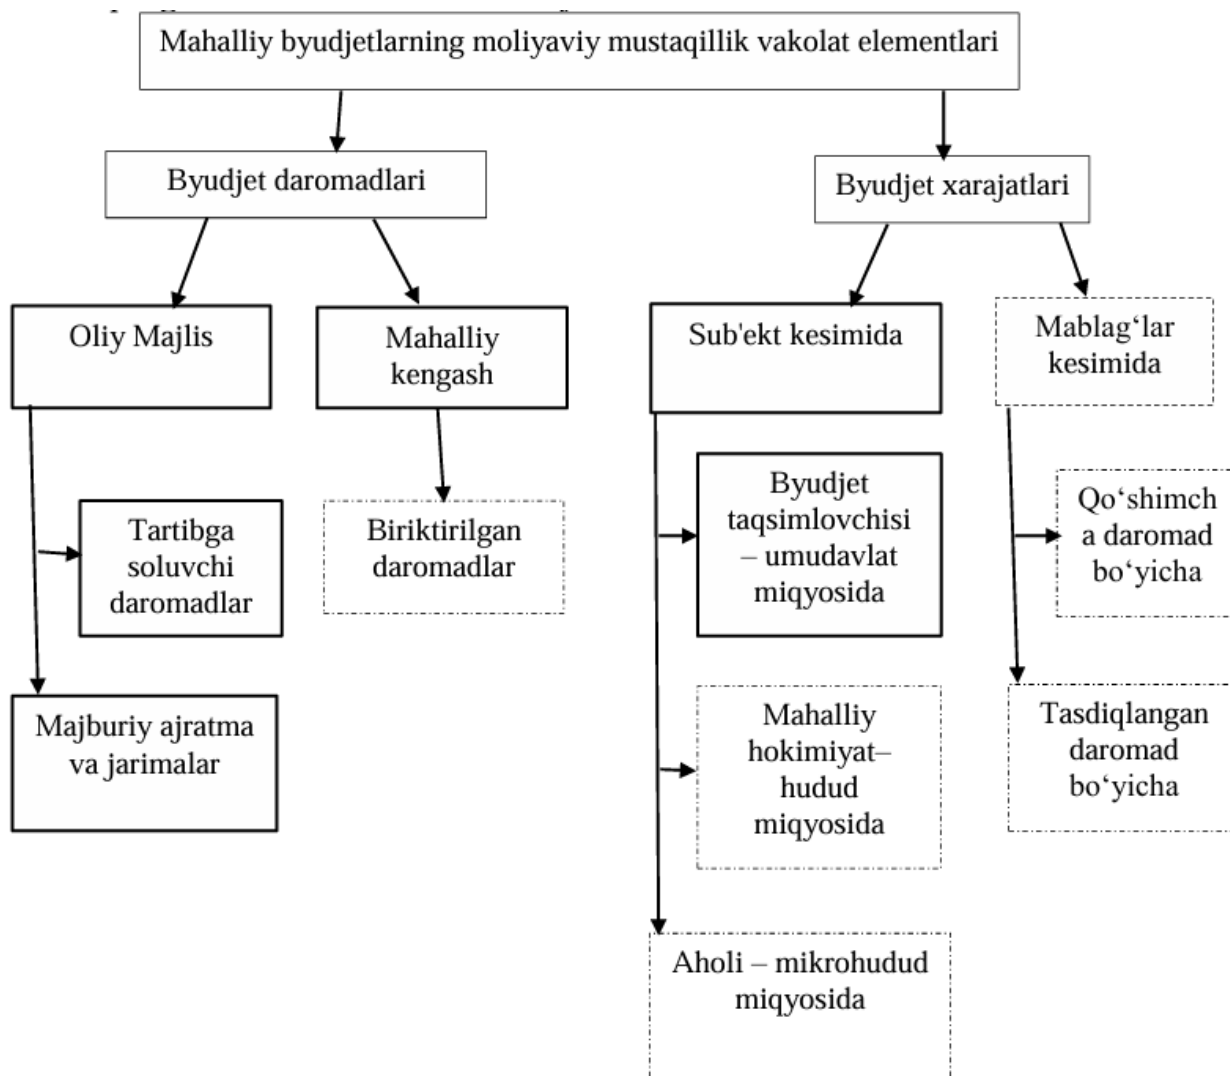 Mahalliy byudjetlarning moliyaviy mustaqillik vakolat elementlari
Byudjet daromadlari
Byudjet xarajatlari
Oliy Majlis
Mahalliy
kengash
Sub'ekt kesimida
Mablag‘lar
kesimida
Tartibga
soluvchi
daromadlar
Biriktirilgan
daromadlar
Byudjet
taqsimlovchisi
– umudavlat
miqyosida
Qo‘shimch
a daromad
bo‘yicha
Majburiy ajratma
va jarimalar
Mahalliy
hokimiyat–
hudud
miqyosida
Tasdiqlangan
daromad
bo‘yicha
Aholi – mikrohudud
miqyosida